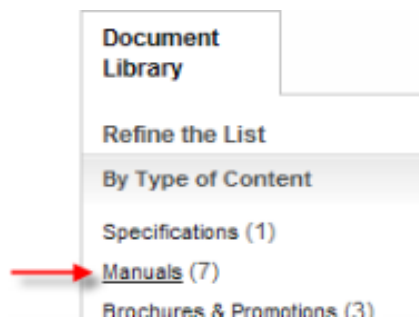 Document
Library
Refine the List
By Type of Content
Specifications (1)
Manuals (7)
Brochures & Promotions (3)